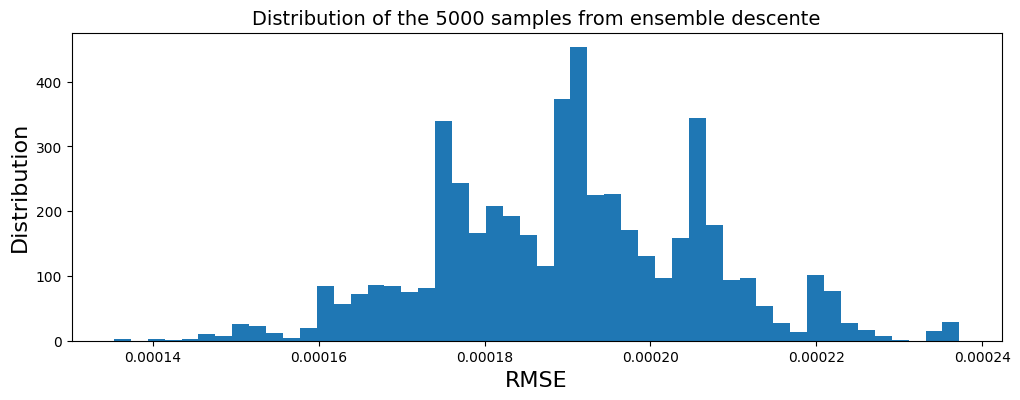 Distribution of the 5000 samples from ensemble descente
Distribution
400
300
200
100
0
0.00014 0.00016 0.00018 0.00020 0.00022 0.00024
RMSE